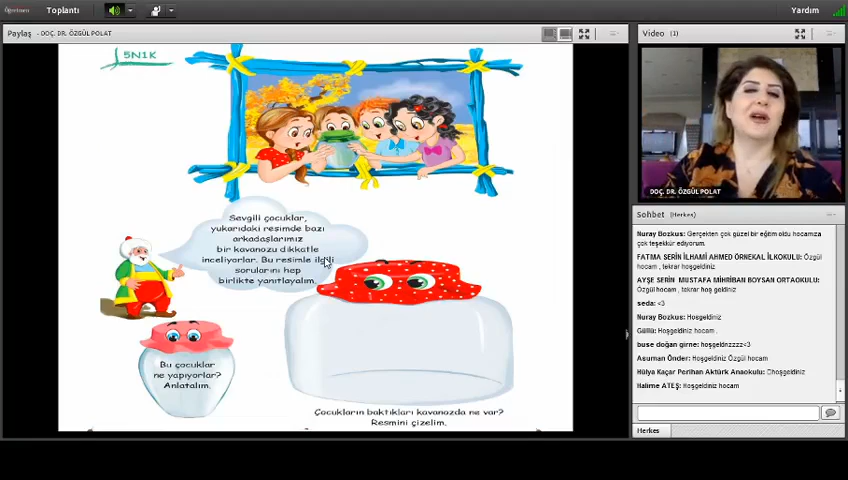 Öğretmen Toplantı Yardım
Paylaş - DOÇ. DR. ÖZGÜL POLAT
5N1K
Sevgili çocuklar,
yukarıdaki resimde bazı
arkadaşlarımız
bir kavanozu dikkatle
inceliyorlar. Bu resimle ilgili
sorularını hep
birlikte yanıtlayalım.
Bu çocuklar
ne yapıyorlar?
Anlatalım.
Çocukların baktıkları kavanozda ne var?
Resmini çizelim.
Video (1)
DOÇ. DR. ÖZGÜL POLAT
Sohbet (Herkes)
Nuray Bozkus: Gerçekten çok güzel bir eğitim oldu hocamıza
çok teşekkür ediyorum.
FATMA SERİN İLHAMİ AHMED ÖRNEKAL İLKOKULU: Özgül
hocam , tekrar hoşgeldiniz
AYŞE SERİN MUSTAFA MİHRİBAN BOYSAN ORTAOKULU:
Özgül hocam , tekrar hoş geldiniz
seda: <3
Nuray Bozkus: Hosgeldiniz
Güllü: Hoşgeldiniz hocam ,
buse doğan girne: hoşgeldınzzzz<3
Asuman Önder: Hoşgeldiniz Özgül hocam
Hülya Kaçar Perihan Aktürk Anaokulu: Ohoşgeldiniz
Halime ATEŞ: Hoşgeldiniz hocam
Herkes